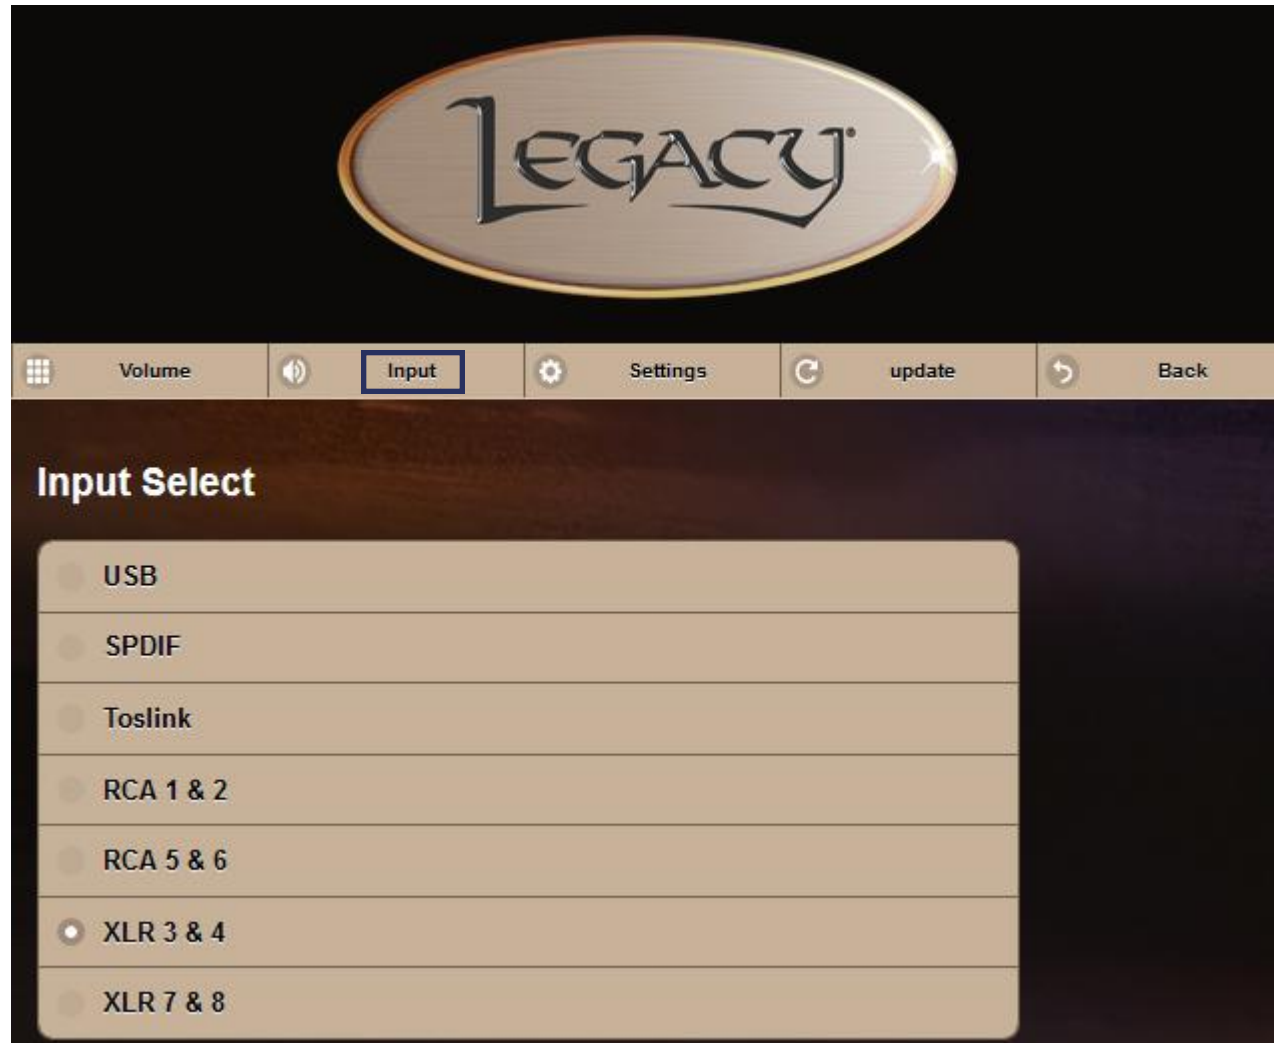 LEGACY®
Volume Input Settings update Back
Input Select
USB
SPDIF
Toslink
RCA 1 & 2
RCA 5 & 6
XLR 3 & 4
XLR 7 & 8